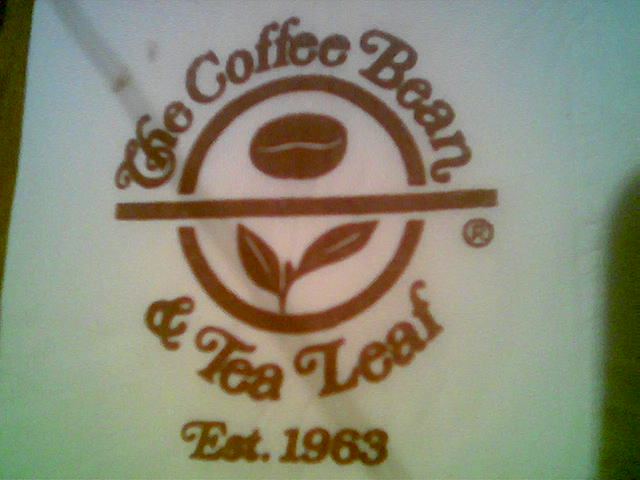 The Coffee Bean
®
& Tea Leaf
Est. 1963